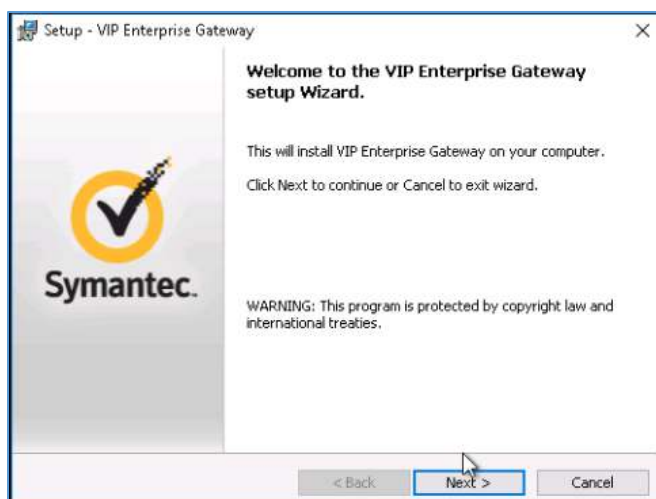 Setup - VIP Enterprise Gateway
Welcome to the VIP Enterprise Gateway
setup Wizard.
This will install VIP Enterprise Gateway on your computer.
Click Next to continue or Cancel to exit wizard.
Symantec.
WARNING: This program is protected by copyright law and
international treaties.
< Back
Next >
Cancel